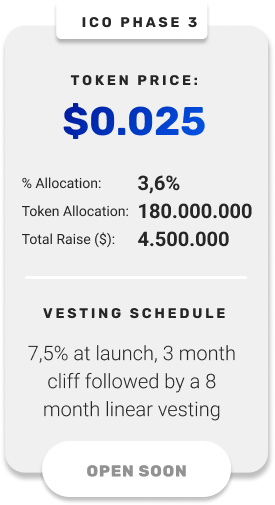 ICO PHASE 3
TOKEN PRICE:
$0.025
% Allocation: 3,6%
Token Allocation: 180.000.000
Total Raise ($): 4.500.000
VESTING SCHEDULE
7,5% at launch, 3 month
cliff followed by a 8
month linear vesting
OPEN SOON